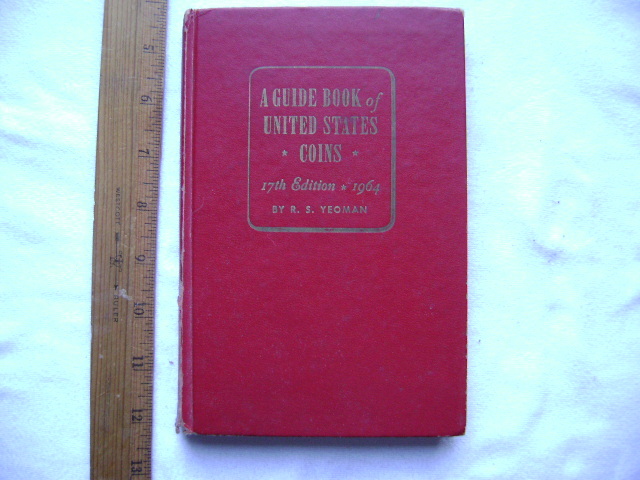 A GUIDE BOOK of
UNITED STATES
★ COINS ★
17th Edition ★ 1964
BY R. S. YEOMAN
5
6
7
8
9
10
11
12
13